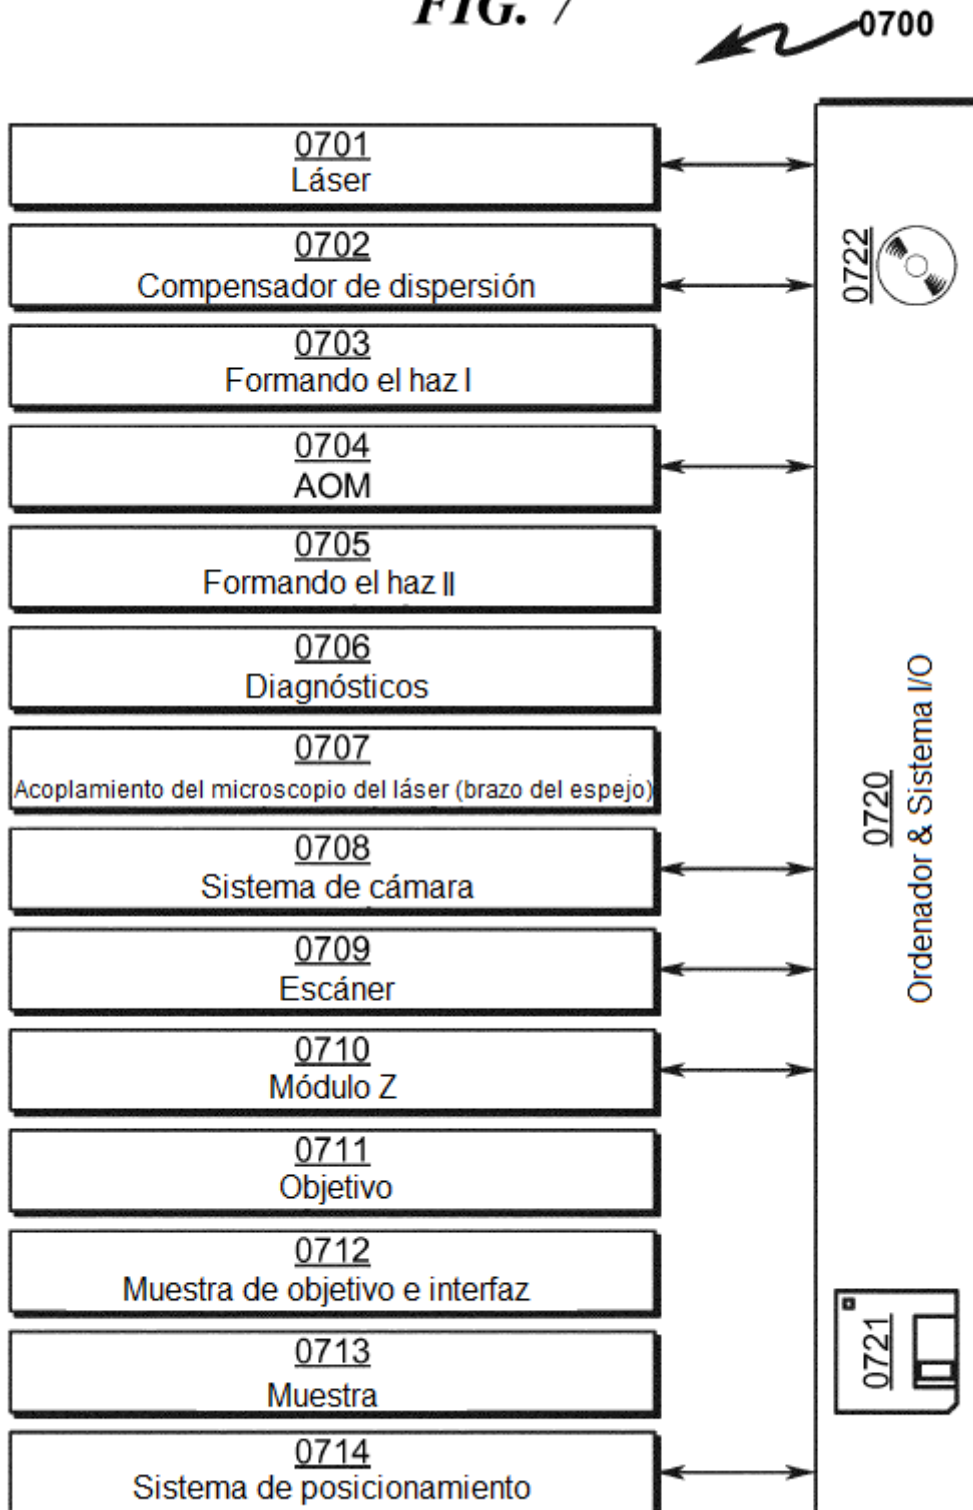 FIG. 7
0700
0701
Láser
0702
Compensador de dispersión
0703
Formando el haz I
0704
AOM
0705
Formando el haz II
0706
Diagnósticos
0707
Acoplamiento del microscopio del láser (brazo del espejo)
0708
Sistema de cámara
0709
Escáner
0710
Módulo Z
0711
Objetivo
0712
Muestra de objetivo e interfaz
0713
Muestra
0714
Sistema de posicionamiento
0722
0720
Ordenador & Sistema I/O
0721